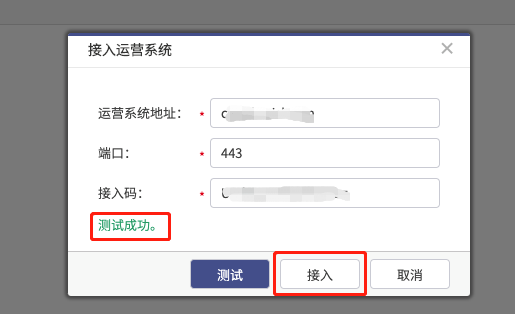 接入运营系统
运营系统地址： *
端口： * 443
接入码： *
测试成功。
测试 接入 取消